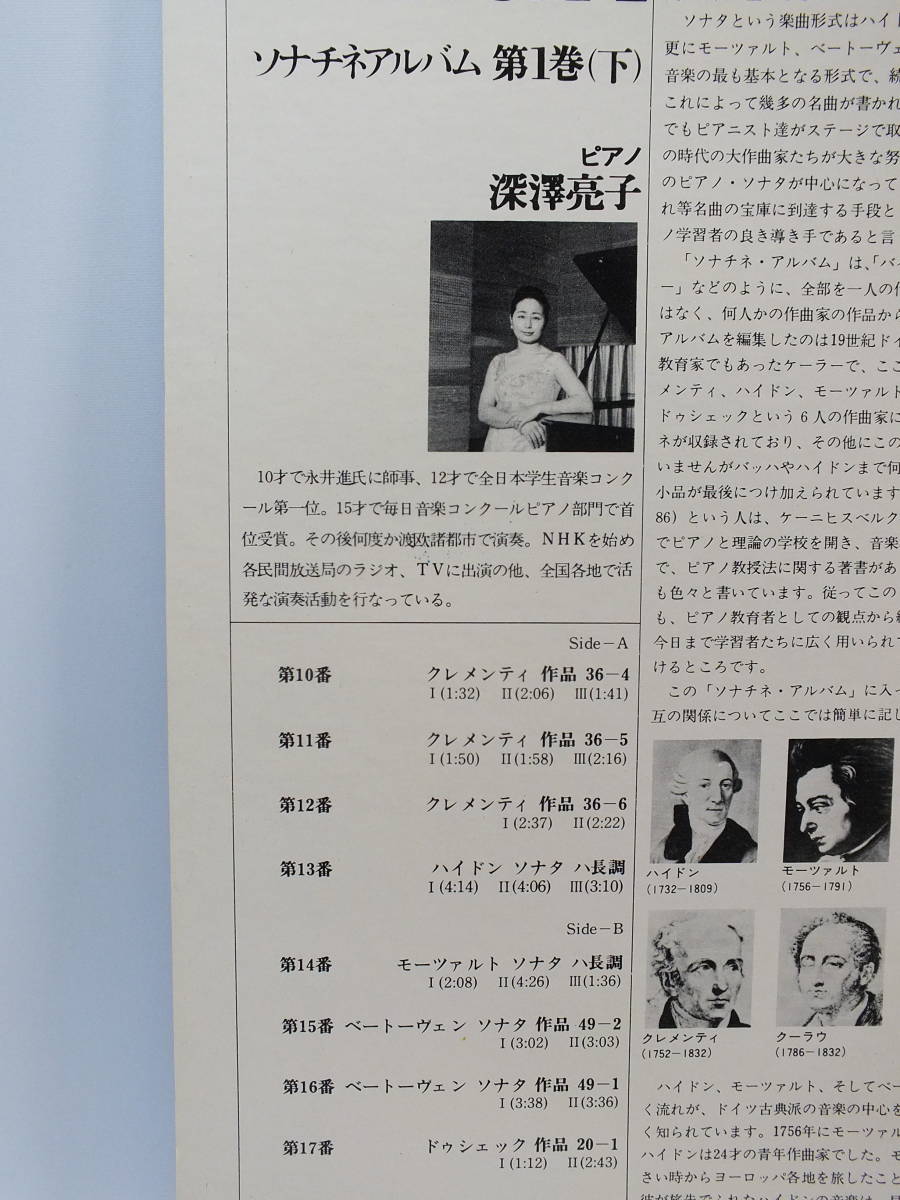 ソナチネアルバム 第1巻(下)
ピアノ
深澤亮子
10才で永井進氏に師事、12才で全日本学生音楽コンク
ール第一位。15才で毎日音楽コンクールピアノ部門で首
位受賞。その後何度か渡欧諸都市で演奏。NHKを始め
各民間放送局のラジオ、TVに出演の他、全国各地で活
発な演奏活動を行なっている。
Side-A
第10番 クレメンティ 作品 36-4
I(1:32) II(2:06) III(1:41)
第11番 クレメンティ 作品 36-5
I(1:50) II(1:58) III(2:16)
第12番 クレメンティ 作品 36-6
I(2:37) II(2:22)
第13番 ハイドン ソナタ ハ長調
I(4:14) II(4:06) III(3:10)
Side-B
第14番 モーツァルト ソナタ ハ長調
I(2:08) II(4:26) III(1:36)
第15番 ベートーヴェン ソナタ 作品 49-2
I(3:02) II(3:03)
第16番 ベートーヴェン ソナタ 作品 49-1
I(3:38) II(3:36)
第17番 ドゥシェック 作品 20-1
I(1:12) II(2:43)
ソナタという楽曲形式はハイ
更にモーツァルト、ベートーヴェ
音楽の最も基本となる形式で、続
これによって幾多の名曲が書かれ
でもピアニスト達がステージで取
の時代の大作曲家たちが大きな努
のピアノ・ソナタが中心になって
れ等名曲の宝庫に到達する手段と
ノ学習者の良き導き手であると言
「ソナチネ・アルバム」は、「バイ
ー」などのように、全部を一人の作
はなく、何人かの作曲家の作品から
アルバムを編集したのは19世紀ドイ
教育家でもあったケーラーで、ここ
メンティ、ハイドン、モーツァルト
ドゥシェックという6人の作曲家に
ネが収録されており、その他にこの
いませんがバッハやハイドンまで何
小品が最後につけ加えられています
86)という人は、ケーニヒスベルク
でピアノと理論の学校を開き、音楽
で、ピアノ教授法に関する著書があ
も色々と書いています。従ってこの
も、ピアノ教育者としての観点から
今日まで学習者たちに広く用いられて
けるところです。
この「ソナチネ・アルバム」に入っ
互の関係についてここでは簡単に記し
ハイドン
(1732-1809)
モーツァルト
(1756-1791)
クレメンティ
(1752-1832)
クーラウ
(1786-1832)
ハイドン、モーツァルト、そしてベー
く流れが、ドイツ古典派の音楽の中心を
く知られています。1756年にモーツァル
ハイドンは24才の青年作曲家でした。モ
さい時からヨーロッパ各地を旅したこと